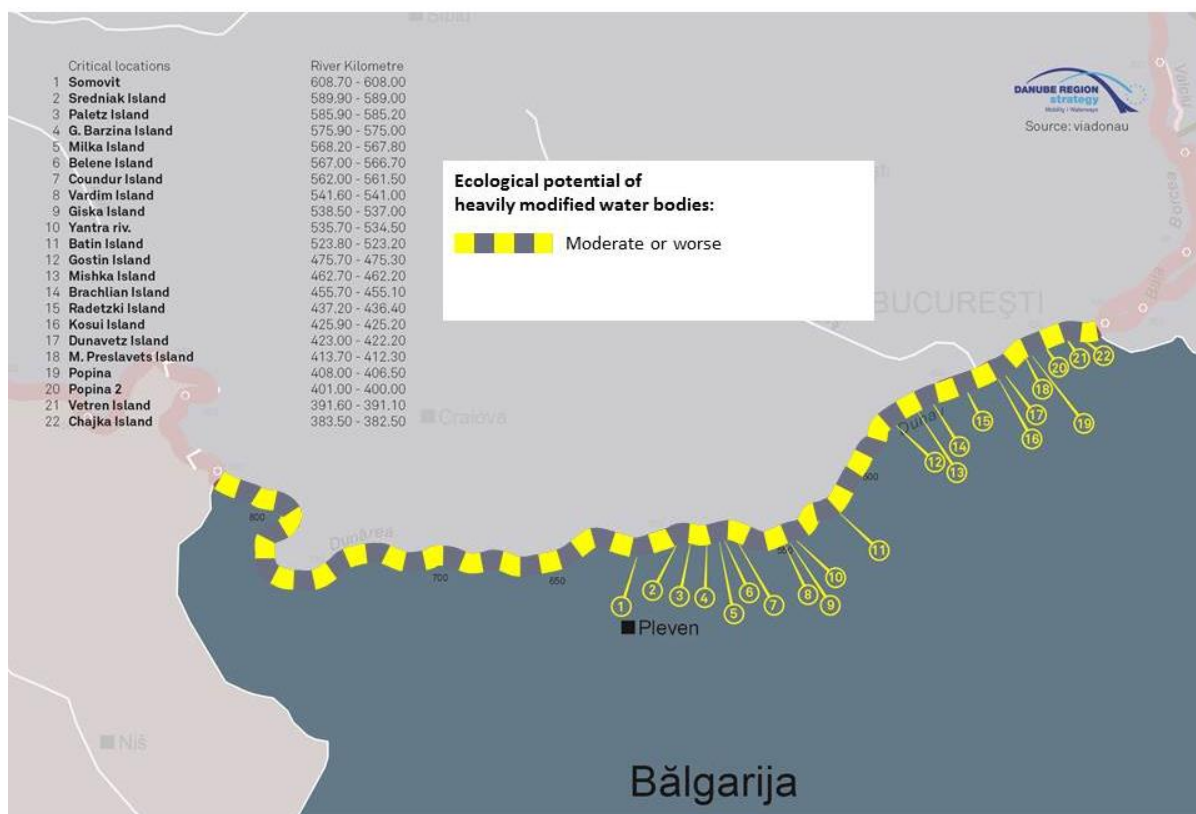 Critical locations River Kilometre
1 Somovit 608.70 - 608.00
2 Sredniak Island 589.90 - 589.00
3 Paletz Island 585.90 - 585.20
4 G. Barzina Island 575.90 - 575.00
5 Milka Island 568.20 - 567.80
6 Belene Island 567.00 - 566.70
7 Coundur Island 562.00 - 561.50
8 Vardim Island 541.60 - 541.00
9 Giska Island 538.50 - 537.00
10 Yantra riv. 535.70 - 534.50
11 Batin Island 523.80 - 523.20
12 Gostin Island 475.70 - 475.30
13 Mishka Island 462.70 - 462.20
14 Brachlian Island 455.70 - 455.10
15 Radetzki Island 437.20 - 436.40
16 Kosui Island 425.90 - 425.20
17 Dunavetz Island 423.00 - 422.20
18 M. Preslavets Island 413.70 - 412.30
19 Popina 408.00 - 406.50
20 Popina 2 401.00 - 400.00
21 Vetren Island 391.60 - 391.10
22 Chajka Island 383.50 - 382.50
Sibiu
DANUBE REGION
strategy
Mobility | Waterways
Source: viadonau
Ecological potential of
heavily modified water bodies:
Moderate or worse
Borcea
Bala
BUCUREȘTI
Craiova
Dunav
Dunărea
800
700
650
550
500
20 21 22
18
17 19
16
15
14
13
12
11
10
9
8
7
6
5
4
3
2
1
Pleven
Niš
Bălgarija